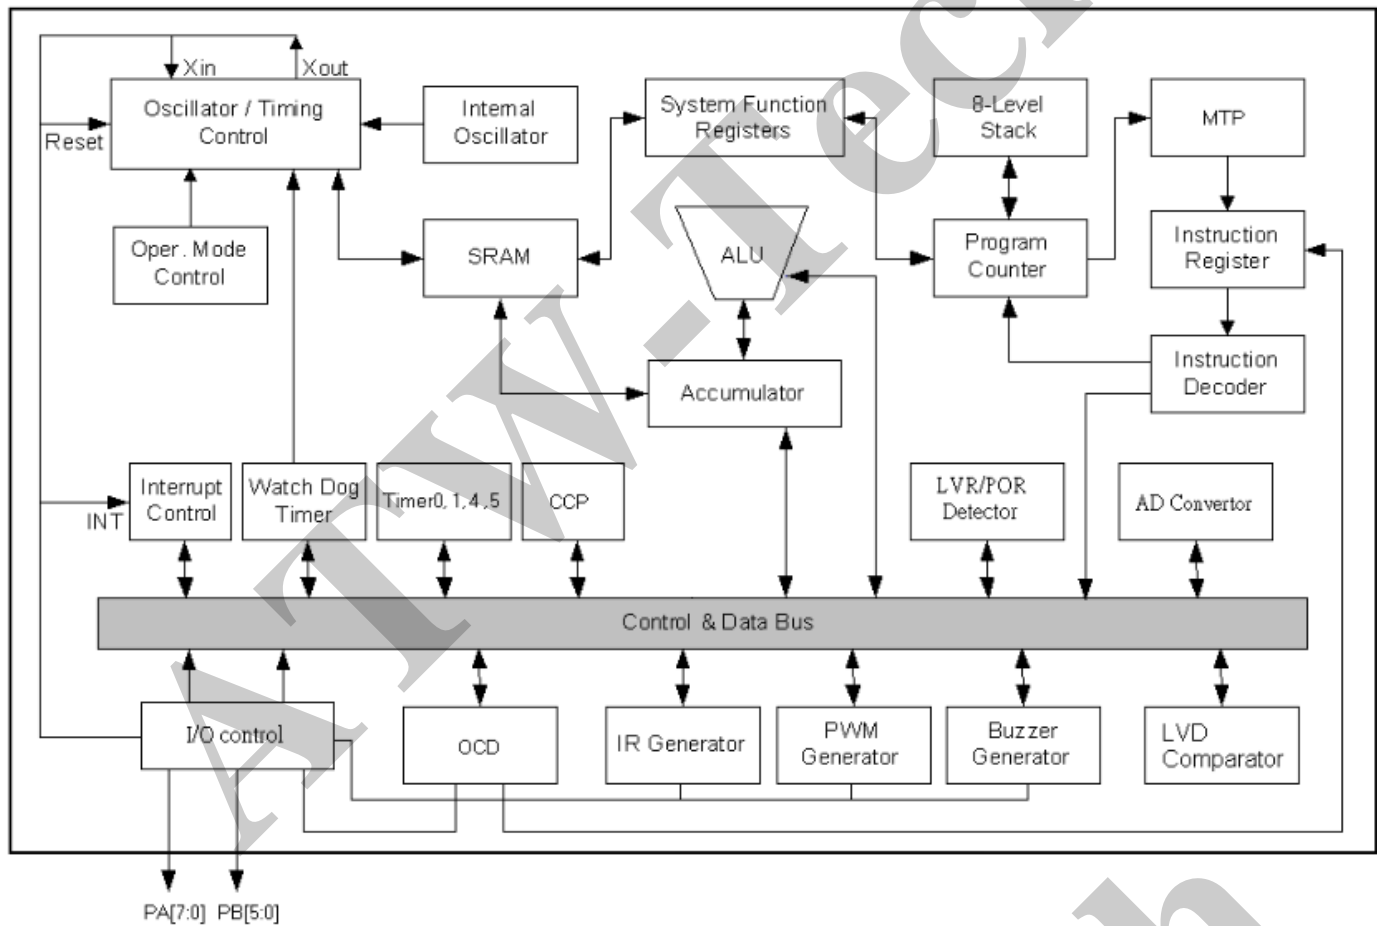 Xin
Xout
Oscillator / Timing
Control
Reset
Internal
Oscillator
System Function
Registers
8-Level
Stack
MTP
Oper. Mode
Control
SRAM
ALU
Program
Counter
Instruction
Register
Accumulator
Instruction
Decoder
INT
Interrupt
Control
Watch Dog
Timer
Timer0, 1, 4 ,5
CCP
LVR/POR
Detector
AD Convertor
Control & Data Bus
I/O control
OCD
IR Generator
PWM
Generator
Buzzer
Generator
LVD
Comparator
PA[7:0] PB[5:0]